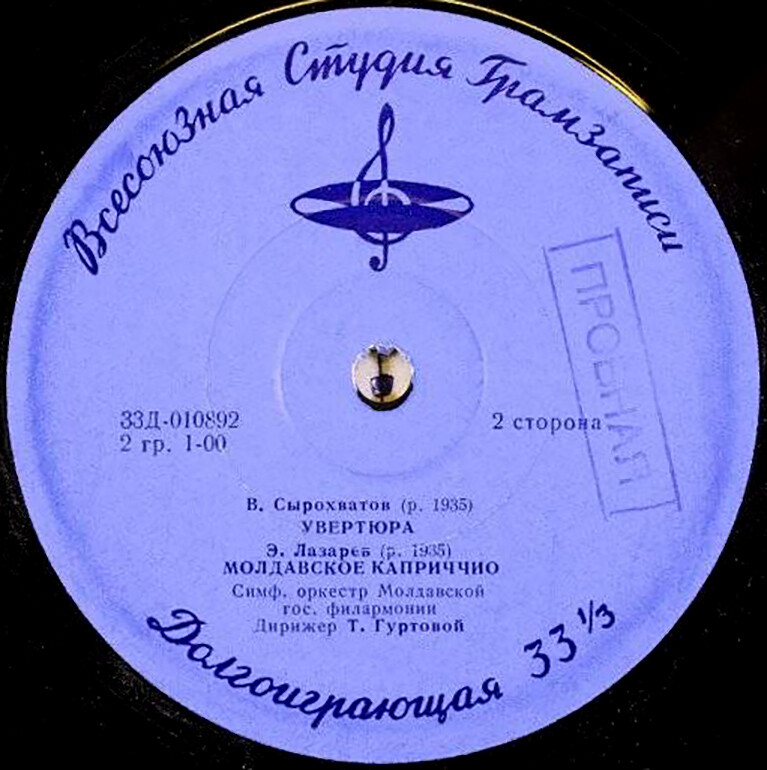 Всесоюзная Студия Грамзаписи
ПРОБНАЯ
33Д-010892
2 гр. 1-00
2 сторона
В. Сырохватов (р. 1935)
УВЕРТЮРА
Э. Лазарев (р. 1935)
МОЛДАВСКОЕ КАПРИЧЧИО
Симф. оркестр Молдавской
гос. филармонии
Дирижер Т. Гуртовой
Долгоиграющая 33 1/3